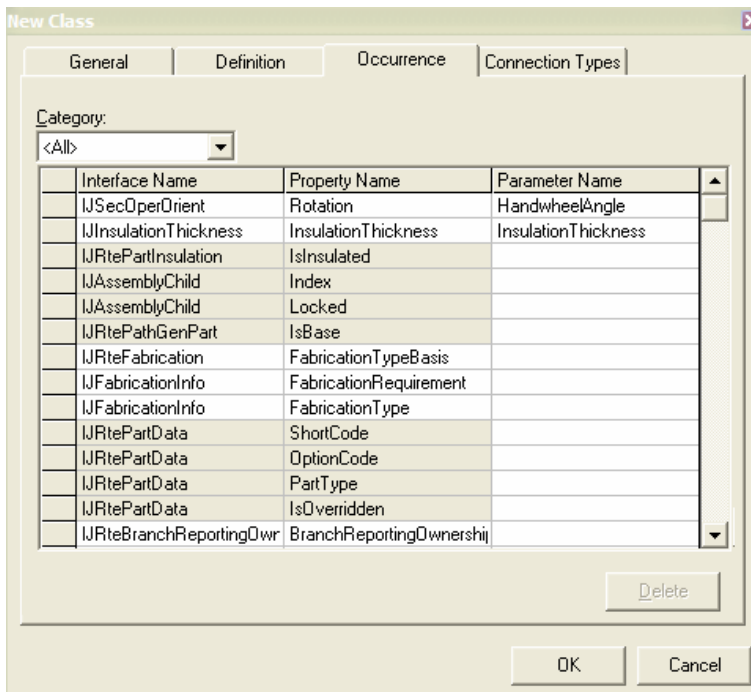 New Class
General Definition Occurrence Connection Types
Category:
<All>
Interface Name Property Name Parameter Name
IJSecOperOrient Rotation HandwheelAngle
IJInsulationThickness InsulationThickness InsulationThickness
IJRtePartInsulation IsInsulated
IJAssemblyChild Index
IJAssemblyChild Locked
IJRtePathGenPart IsBase
IJRteFabrication FabricationTypeBasis
IJFabricationInfo FabricationRequirement
IJFabricationInfo FabricationType
IJRtePartData ShortCode
IJRtePartData OptionCode
IJRtePartData PartType
IJRtePartData IsOverridden
IJRteBranchReportingOwr BranchReportingOwnership
Delete
OK Cancel